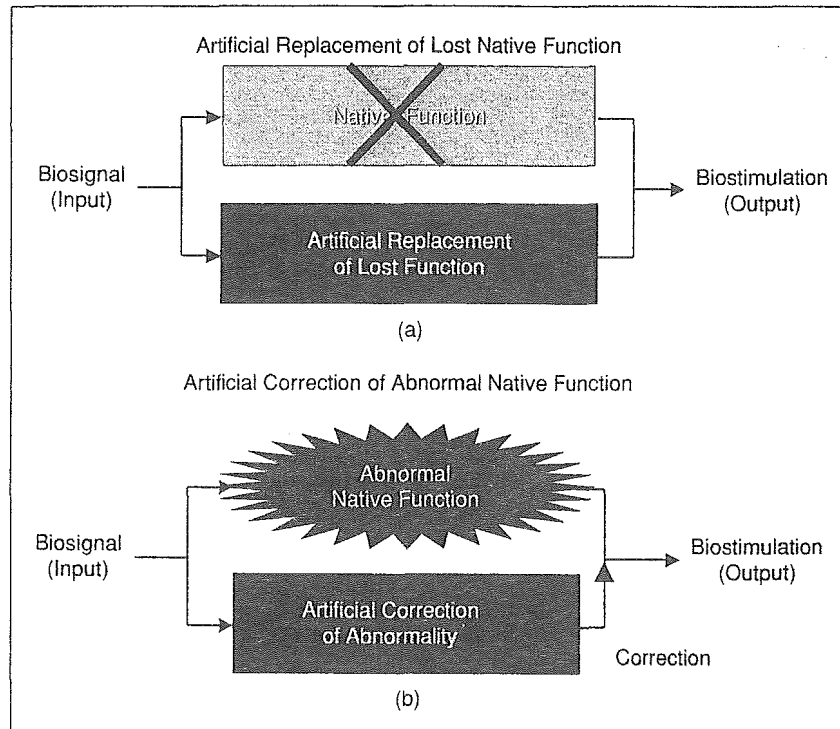 Artificial Replacement of Lost Native Function
Native Function
Biosignal
(Input)
Artificial Replacement
of Lost Function
Biostimulation
(Output)
(a)
Artificial Correction of Abnormal Native Function
Abnormal
Native Function
Biosignal
(Input)
Artificial Correction
of Abnormality
Biostimulation
(Output)
Correction
(b)